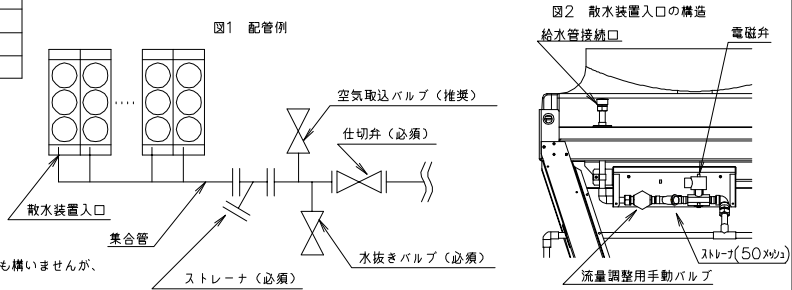 図1 配管例
空気取込バルブ（推奨）
仕切弁（必須）
散水装置入口
集合管
ストレーナ（必須）
水抜きバルブ（必須）
も構いませんが、
図2 散水装置入口の構造
給水管接続口
電磁弁
ストレーナ(50メッシュ)
流量調整用手動バルブ